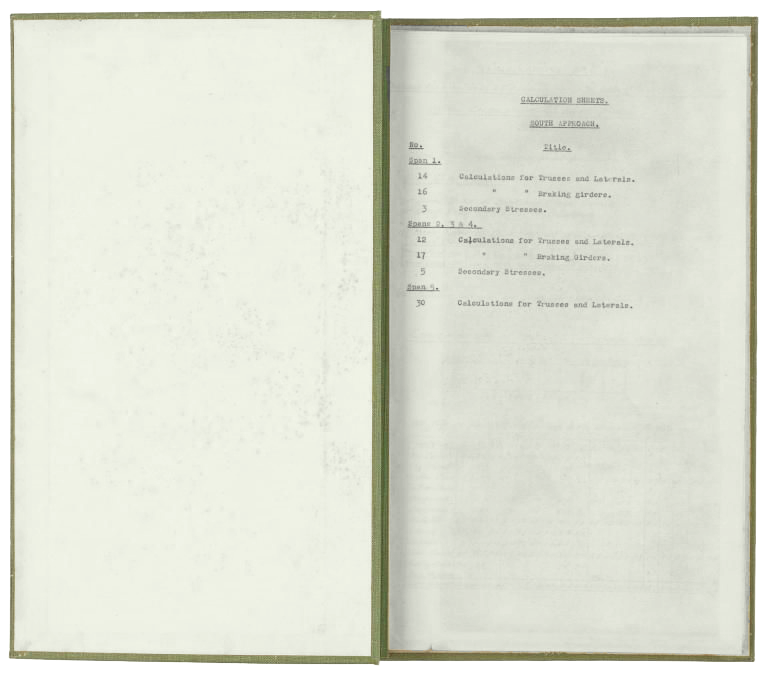 CALCULATION SHEETS.
SOUTH APPROACH.
No. Title.
Span 1.
14 Calculations for Trusses and Laterals.
16 " " Braking girders.
3 Secondary Stresses.
Spans 2, 3 & 4.
12 Calculations for Trusses and Laterals.
17 " " Braking Girders.
5 Secondary Stresses.
Span 5.
30 Calculations for Trusses and Laterals.